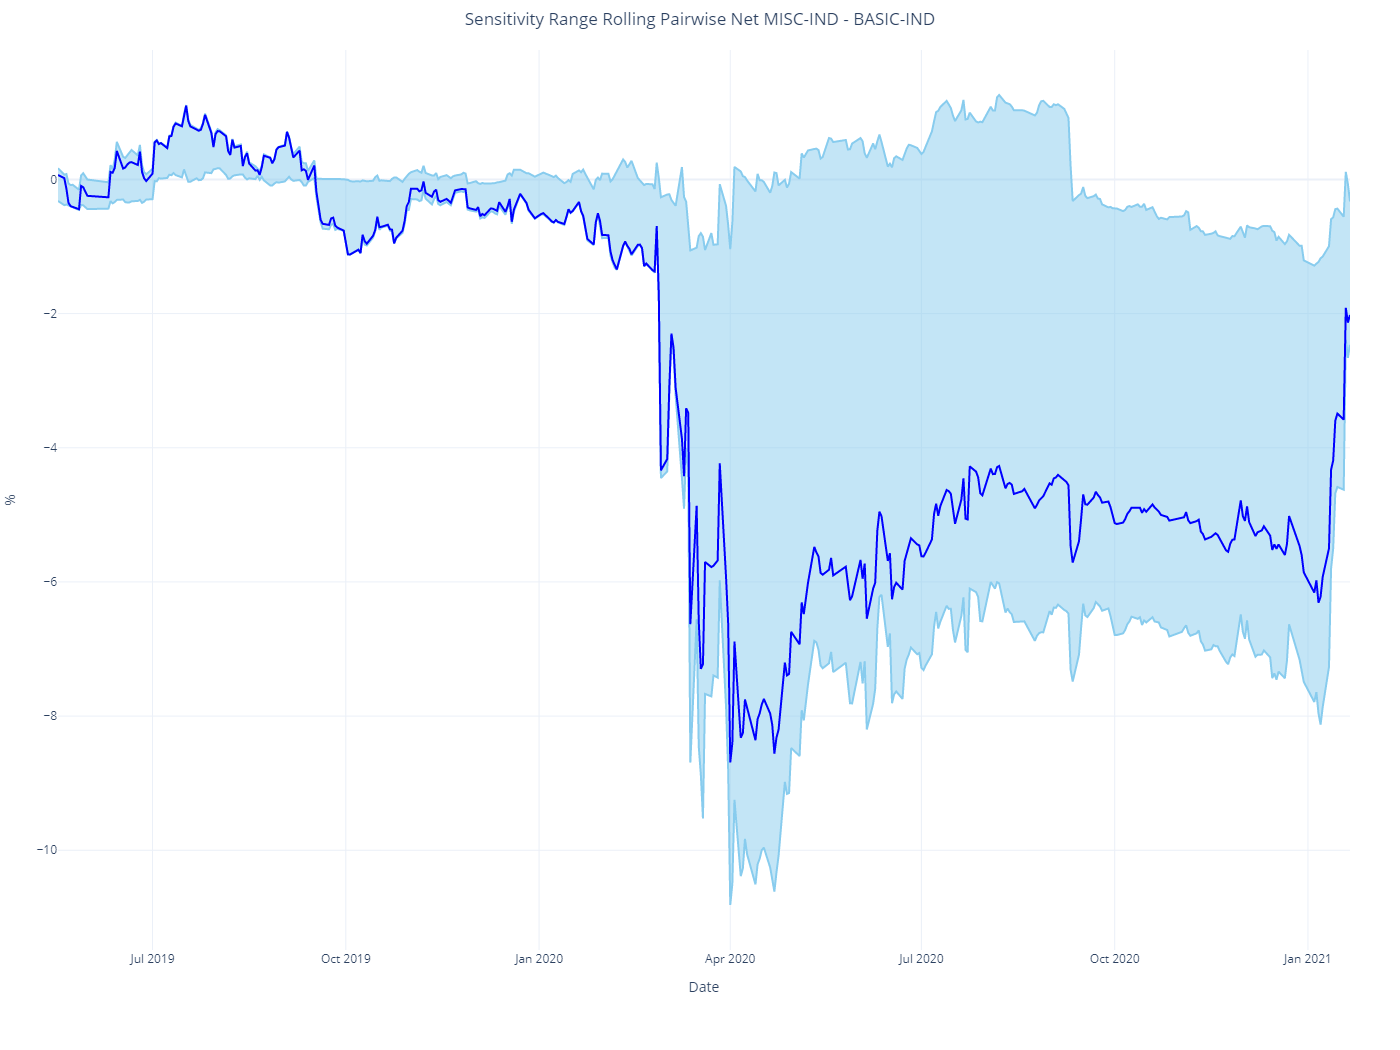 Sensitivity Range Rolling Pairwise Net MISC-IND - BASIC-IND
0
−2
−4
%
−6
−8
−10
Jul 2019
Oct 2019
Jan 2020
Apr 2020
Jul 2020
Oct 2020
Jan 2021
Date